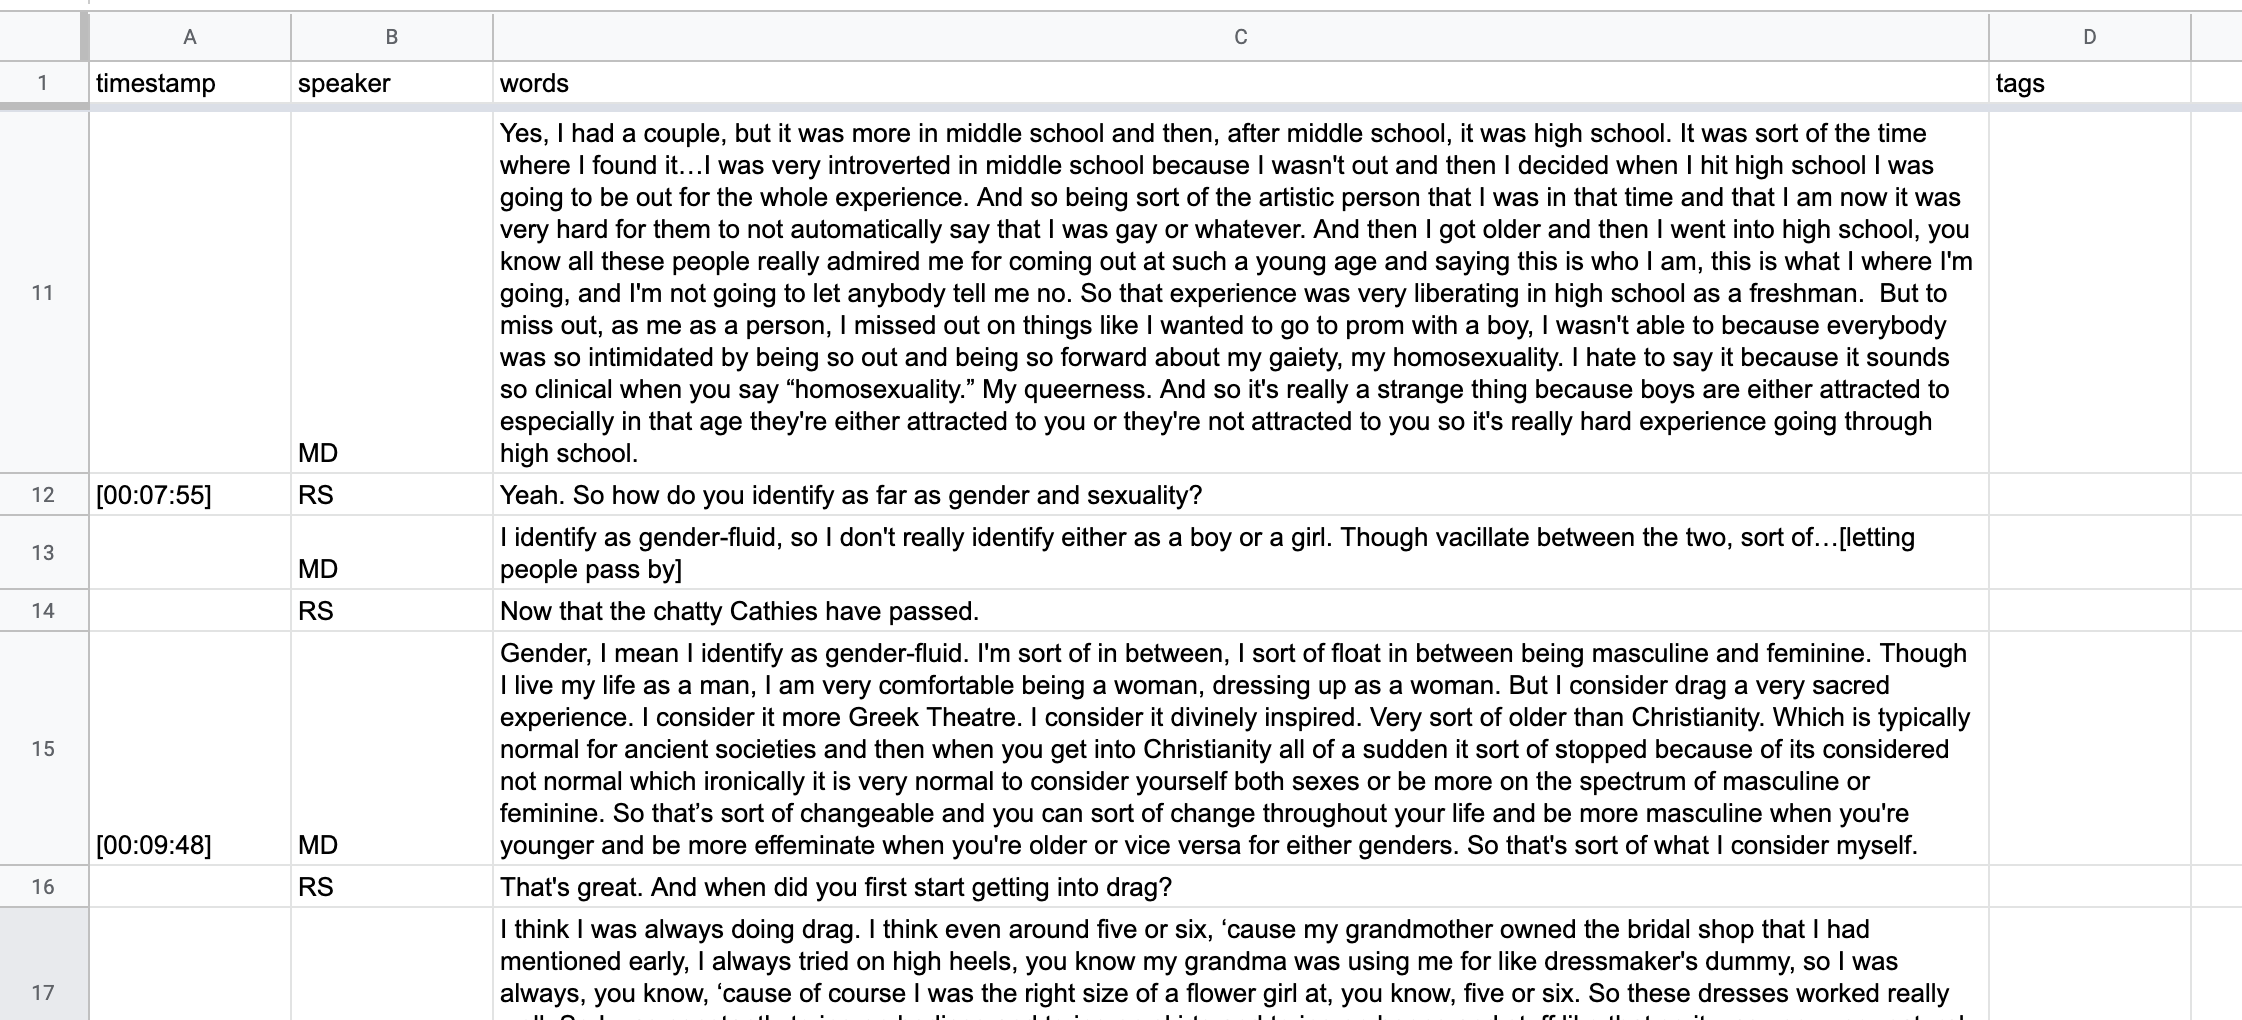 A B C D
1 timestamp speaker words tags
Yes, I had a couple, but it was more in middle school and then, after middle school, it was high school. It was sort of the time
where I found it…I was very introverted in middle school because I wasn't out and then I decided when I hit high school I was
going to be out for the whole experience. And so being sort of the artistic person that I was in that time and that I am now it was
very hard for them to not automatically say that I was gay or whatever. And then I got older and then I went into high school, you
know all these people really admired me for coming out at such a young age and saying this is who I am, this is what I where I'm
11 going, and I'm not going to let anybody tell me no. So that experience was very liberating in high school as a freshman.  But to
miss out, as me as a person, I missed out on things like I wanted to go to prom with a boy, I wasn't able to because everybody
was so intimidated by being so out and being so forward about my gaiety, my homosexuality. I hate to say it because it sounds
so clinical when you say “homosexuality.” My queerness. And so it's really a strange thing because boys are either attracted to
especially in that age they're either attracted to you or they're not attracted to you so it's really hard experience going through
MD high school.
12 [00:07:55] RS Yeah. So how do you identify as far as gender and sexuality?
I identify as gender-fluid, so I don't really identify either as a boy or a girl. Though vacillate between the two, sort of…[letting
13 MD people pass by]
14 RS Now that the chatty Cathies have passed.
Gender, I mean I identify as gender-fluid. I'm sort of in between, I sort of float in between being masculine and feminine. Though
I live my life as a man, I am very comfortable being a woman, dressing up as a woman. But I consider drag a very sacred
experience. I consider it more Greek Theatre. I consider it divinely inspired. Very sort of older than Christianity. Which is typically
15 normal for ancient societies and then when you get into Christianity all of a sudden it sort of stopped because of its considered
not normal which ironically it is very normal to consider yourself both sexes or be more on the spectrum of masculine or
feminine. So that’s sort of changeable and you can sort of change throughout your life and be more masculine when you're
[00:09:48] MD younger and be more effeminate when you're older or vice versa for either genders. So that's sort of what I consider myself.
16 RS That's great. And when did you first start getting into drag?
I think I was always doing drag. I think even around five or six, ‘cause my grandmother owned the bridal shop that I had
mentioned early, I always tried on high heels, you know my grandma was using me for like dressmaker's dummy, so I was
17 always, you know, ‘cause of course I was the right size of a flower girl at, you know, five or six. So these dresses worked really